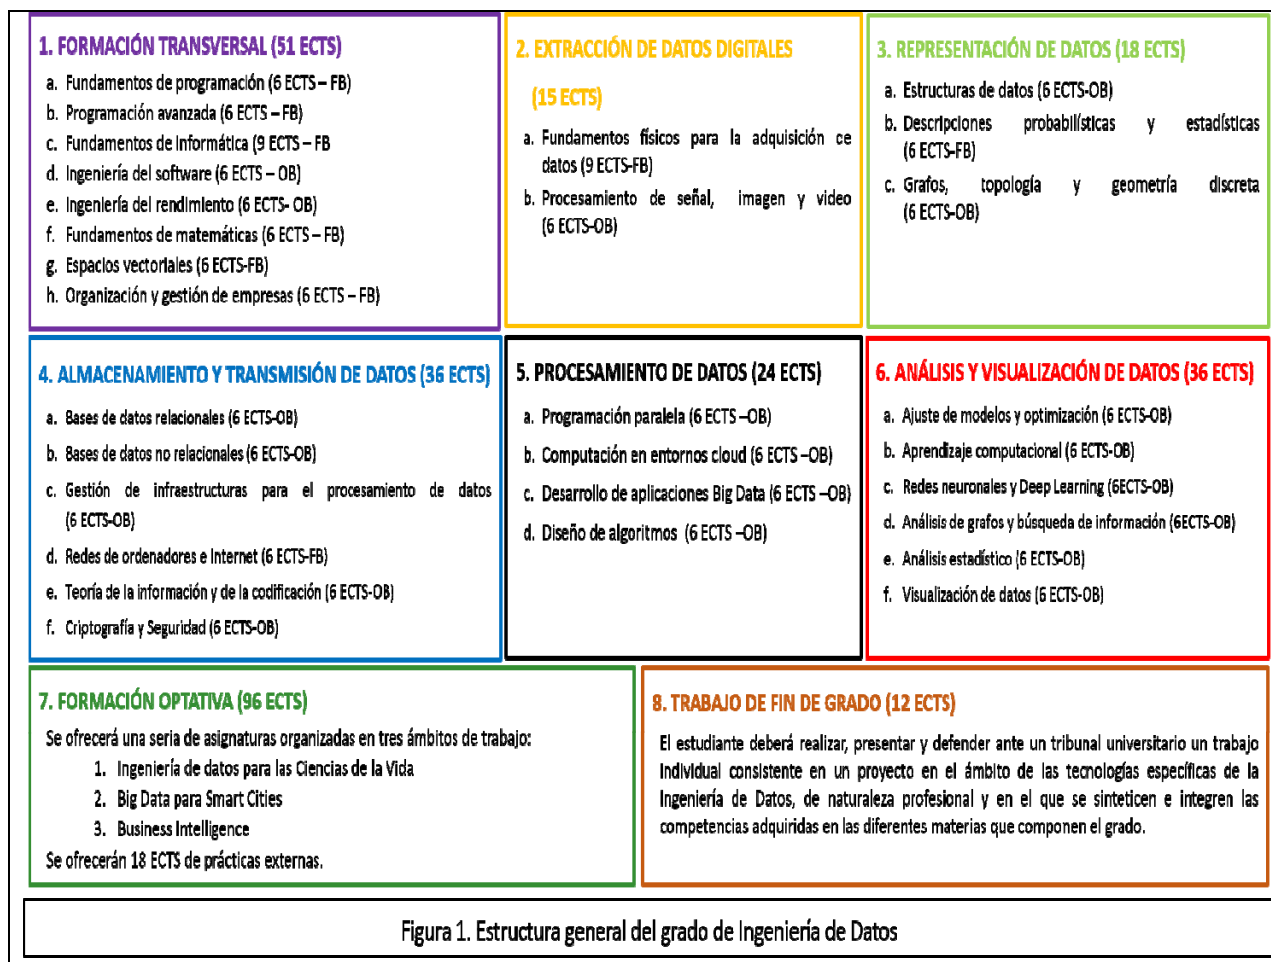 1. FORMACIÓN TRANSVERSAL (51 ECTS)
a. Fundamentos de programación (6 ECTS – FB)
b. Programación avanzada (6 ECTS – FB)
c. Fundamentos de Informática (9 ECTS – FB
d. Ingeniería del software (6 ECTS – OB)
e. Ingeniería del rendimiento (6 ECTS- OB)
f. Fundamentos de matemáticas (6 ECTS – FB)
g. Espacios vectoriales (6 ECTS-FB)
h. Organización y gestión de empresas (6 ECTS – FB)
2. EXTRACCIÓN DE DATOS DIGITALES
(15 ECTS)
a. Fundamentos físicos para la adquisición de
datos (9 ECTS-FB)
b. Procesamiento de señal, imagen y video
(6 ECTS-OB)
3. REPRESENTACIÓN DE DATOS (18 ECTS)
a. Estructuras de datos (6 ECTS-OB)
b. Descripciones probabilísticas y estadísticas
(6 ECTS-FB)
c. Grafos, topología y geometría discreta
(6 ECTS-OB)
4. ALMACENAMIENTO Y TRANSMISIÓN DE DATOS (36 ECTS)
a. Bases de datos relacionales (6 ECTS-OB)
b. Bases de datos no relacionales (6 ECTS-OB)
c. Gestión de infraestructuras para el procesamiento de datos
(6 ECTS-OB)
d. Redes de ordenadores e Internet (6 ECTS-FB)
e. Teoría de la información y de la codificación (6 ECTS-OB)
f. Criptografía y Seguridad (6 ECTS-OB)
5. PROCESAMIENTO DE DATOS (24 ECTS)
a. Programación paralela (6 ECTS –OB)
b. Computación en entornos cloud (6 ECTS –OB)
c. Desarrollo de aplicaciones Big Data (6 ECTS –OB)
d. Diseño de algoritmos (6 ECTS –OB)
6. ANÁLISIS Y VISUALIZACIÓN DE DATOS (36 ECTS)
a. Ajuste de modelos y optimización (6 ECTS-OB)
b. Aprendizaje computacional (6 ECTS-OB)
c. Redes neuronales y Deep Learning (6ECTS-OB)
d. Análisis de grafos y búsqueda de información (6ECTS-OB)
e. Análisis estadístico (6 ECTS-OB)
f. Visualización de datos (6 ECTS-OB)
7. FORMACIÓN OPTATIVA (96 ECTS)
Se ofrecerá una seria de asignaturas organizadas en tres ámbitos de trabajo:
1. Ingeniería de datos para las Ciencias de la Vida
2. Big Data para Smart Cities
3. Business Intelligence
Se ofrecerán 18 ECTS de prácticas externas.
8. TRABAJO DE FIN DE GRADO (12 ECTS)
El estudiante deberá realizar, presentar y defender ante un tribunal universitario un trabajo
Individual consistente en un proyecto en el ámbito de las tecnologías específicas de la
Ingeniería de Datos, de naturaleza profesional y en el que se sinteticen e integren las
competencias adquiridas en las diferentes materias que componen el grado.
Figura 1. Estructura general del grado de Ingeniería de Datos